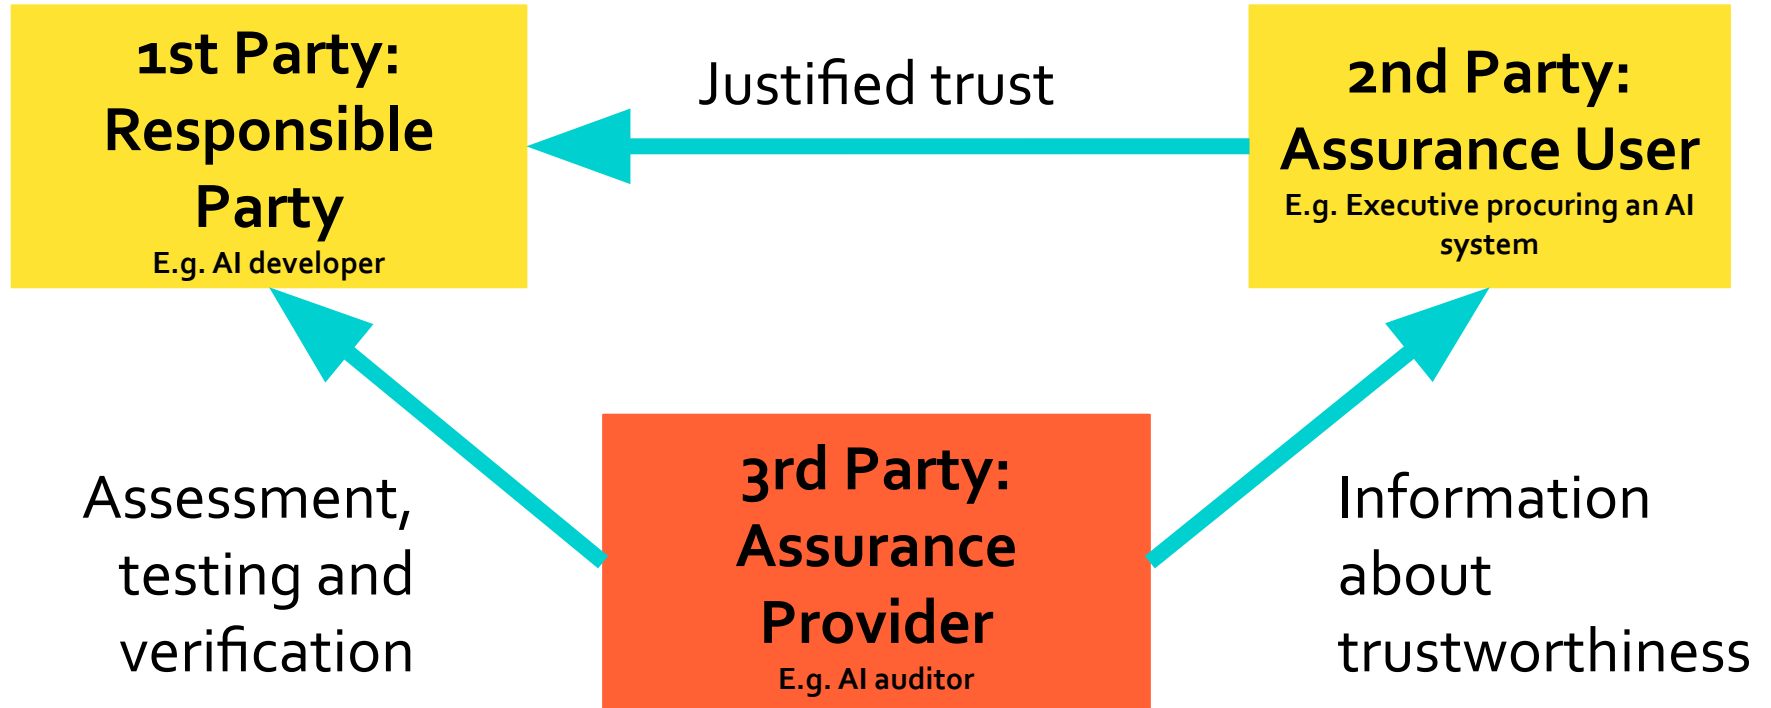 1st Party:
Responsible
Party
E.g. AI developer
Justified trust
2nd Party:
Assurance User
E.g. Executive procuring an AI
system
Assessment,
testing and
verification
3rd Party:
Assurance
Provider
E.g. AI auditor
Information
about
trustworthiness